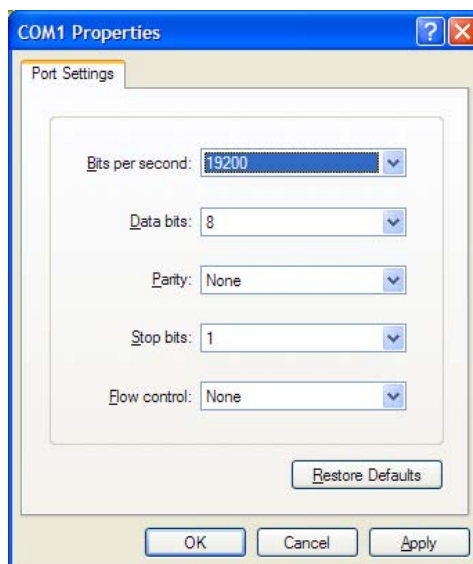 COM1 Properties
Port Settings
Bits per second: 19200
Data bits: 8
Parity: None
Stop bits: 1
Flow control: None
Restore Defaults
OK Cancel Apply